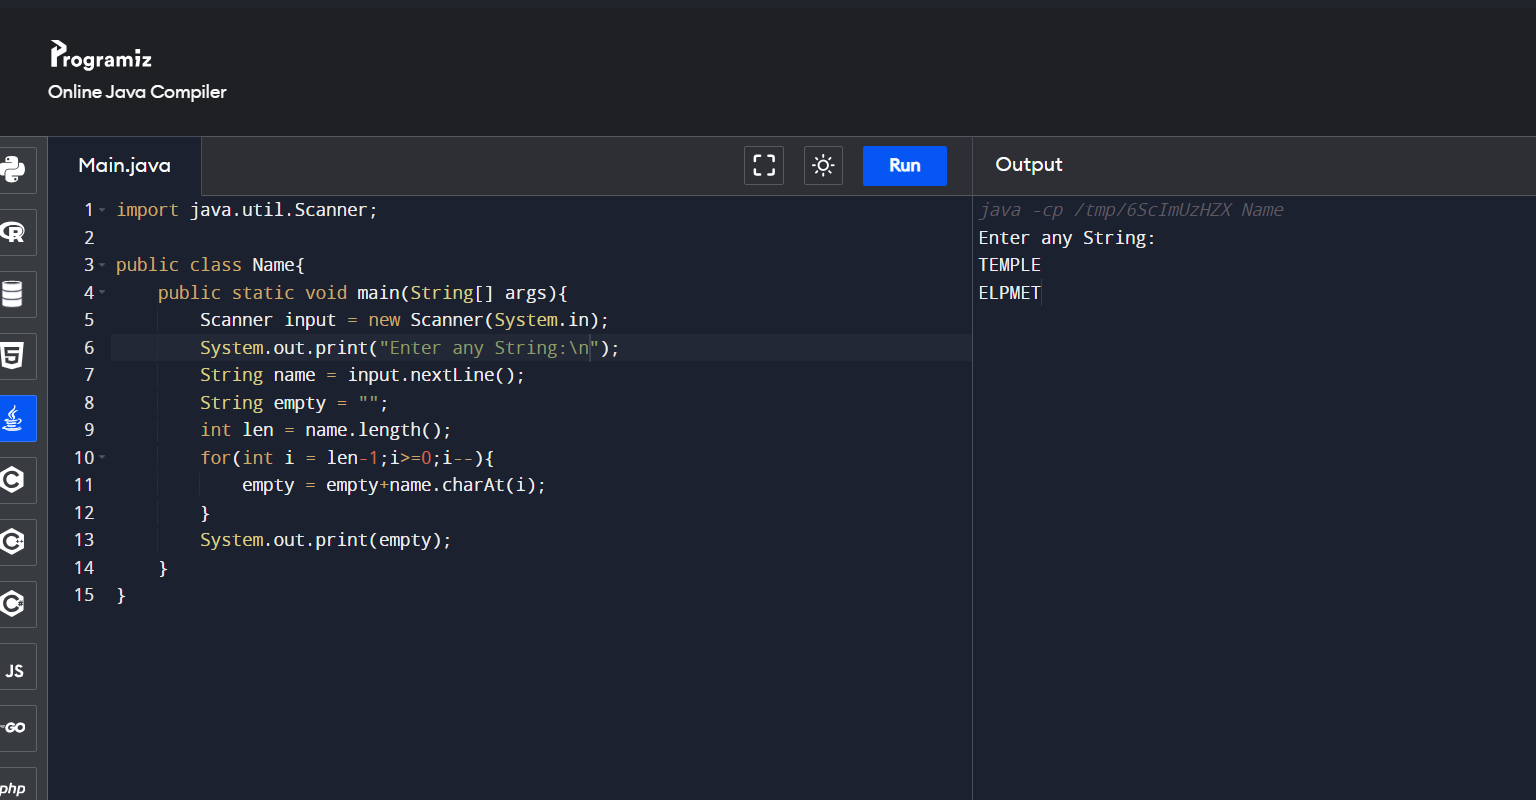 Programiz
Online Java Compiler
Main.java
Run
Output
1 import java.util.Scanner;
2
3 public class Name{
4     public static void main(String[] args){
5         Scanner input = new Scanner(System.in);
6         System.out.print("Enter any String:\n");
7         String name = input.nextLine();
8         String empty = "";
9         int len = name.length();
10         for(int i = len-1;i>=0;i--){
11             empty = empty+name.charAt(i);
12         }
13         System.out.print(empty);
14     }
15 }
java -cp /tmp/6ScImUzHZX Name
Enter any String:
TEMPLE
ELPMET
R
5
C
C++
C#
JS
GO
php